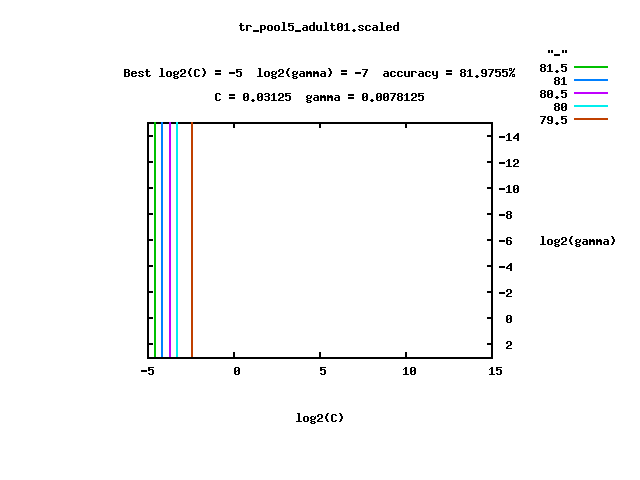 tr_pool5_adult01.scaled
Best log2(C) = -5  log2(gamma) = -7  accuracy = 81.9755%
C = 0.03125  gamma = 0.0078125
"-"
81.5
81
80.5
80
79.5
-14
-12
-10
-8
-6
-4
-2
0
2
log2(gamma)
-5 0 5 10 15
log2(C)